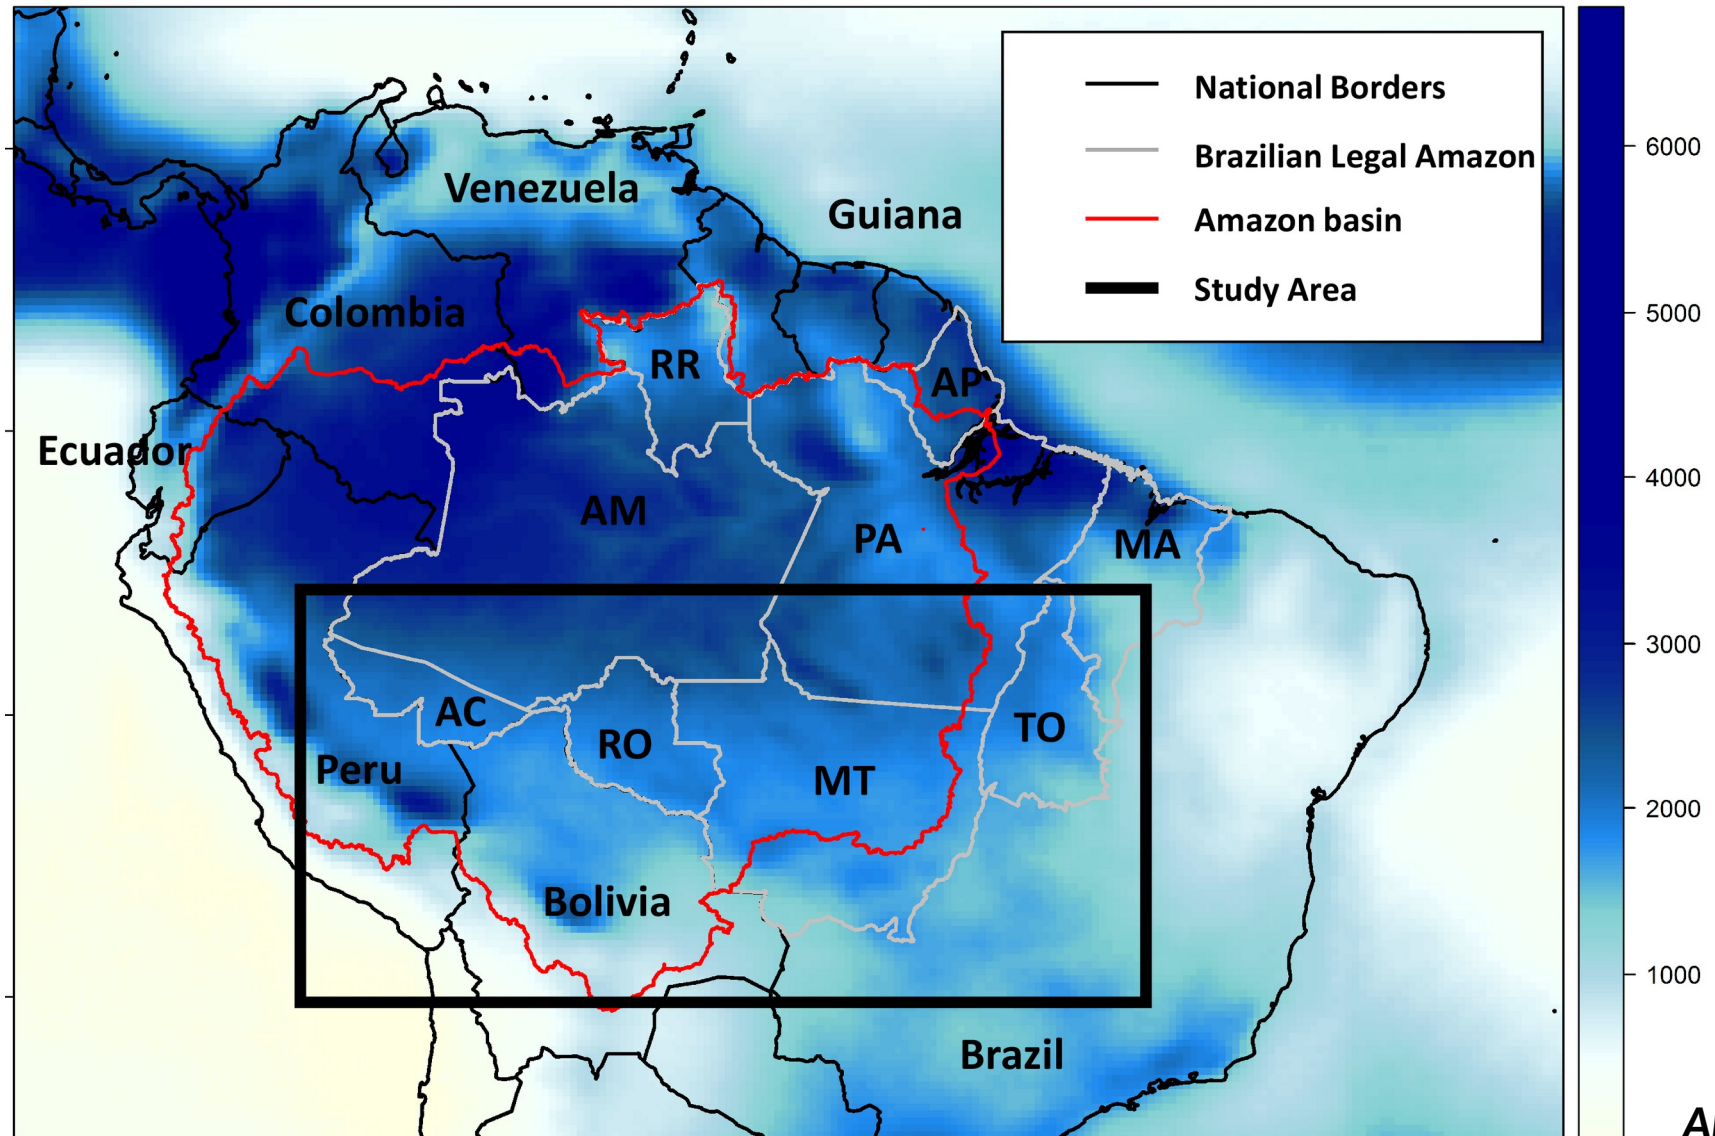 National Borders
Brazilian Legal Amazon
Amazon basin
Study Area
6000
5000
4000
3000
2000
1000
Venezuela
Guiana
Colombia
RR
AP
Ecuador
AM
PA
MA
AC
RO
TO
Peru
MT
Bolivia
Brazil